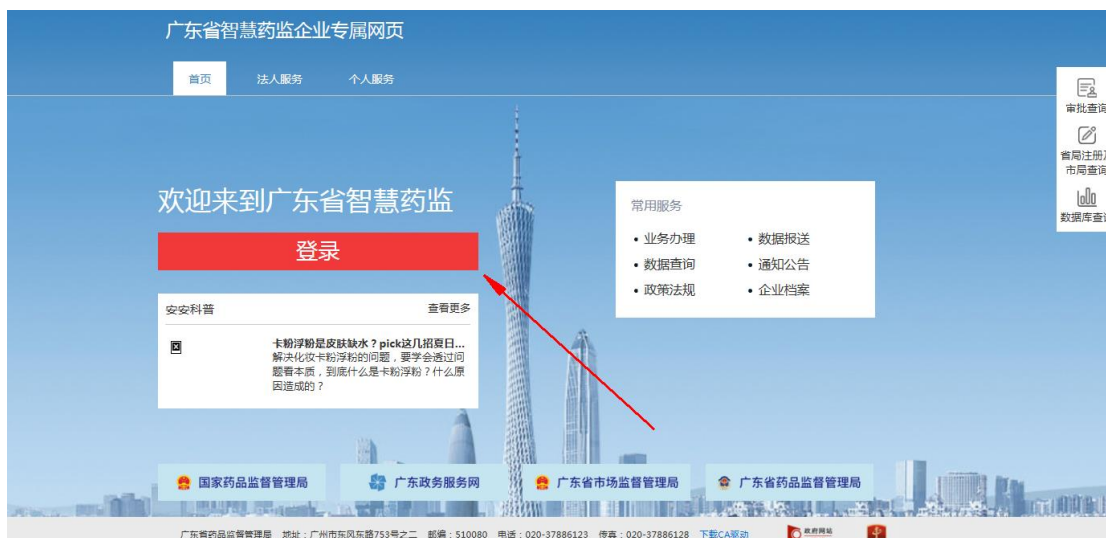 广东省智慧药监企业专属网页
首页 法人服务 个人服务
审批查询
省局注册及
市局查询
数据库查询
欢迎来到广东省智慧药监
登录
常用服务
• 业务办理 • 数据报送
• 数据查询 • 通知公告
• 政策法规 • 企业档案
安安科普 查看更多
卡粉浮粉是皮肤缺水？pick这几招夏日...
解决化妆卡粉浮粉的问题，要学会透过问
题看本质，到底什么是卡粉浮粉？什么原
因造成的？
国家药品监督管理局 广东政务服务网 广东省市场监督管理局 广东省药品监督管理局
广东省药品监督管理局 地址：广州市东风东路753号之二 邮编：510080 电话：020-37886123 传真：020-37886128 下载CA驱动 政府网站